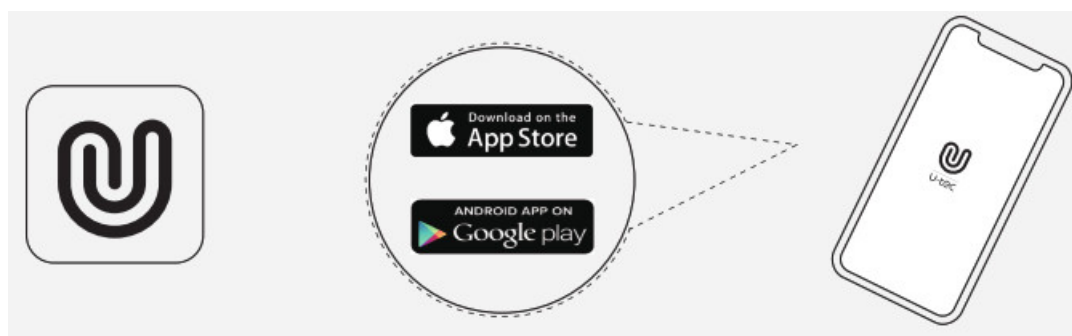 Download on the
App Store
ANDROID APP ON
Google play
U-tec